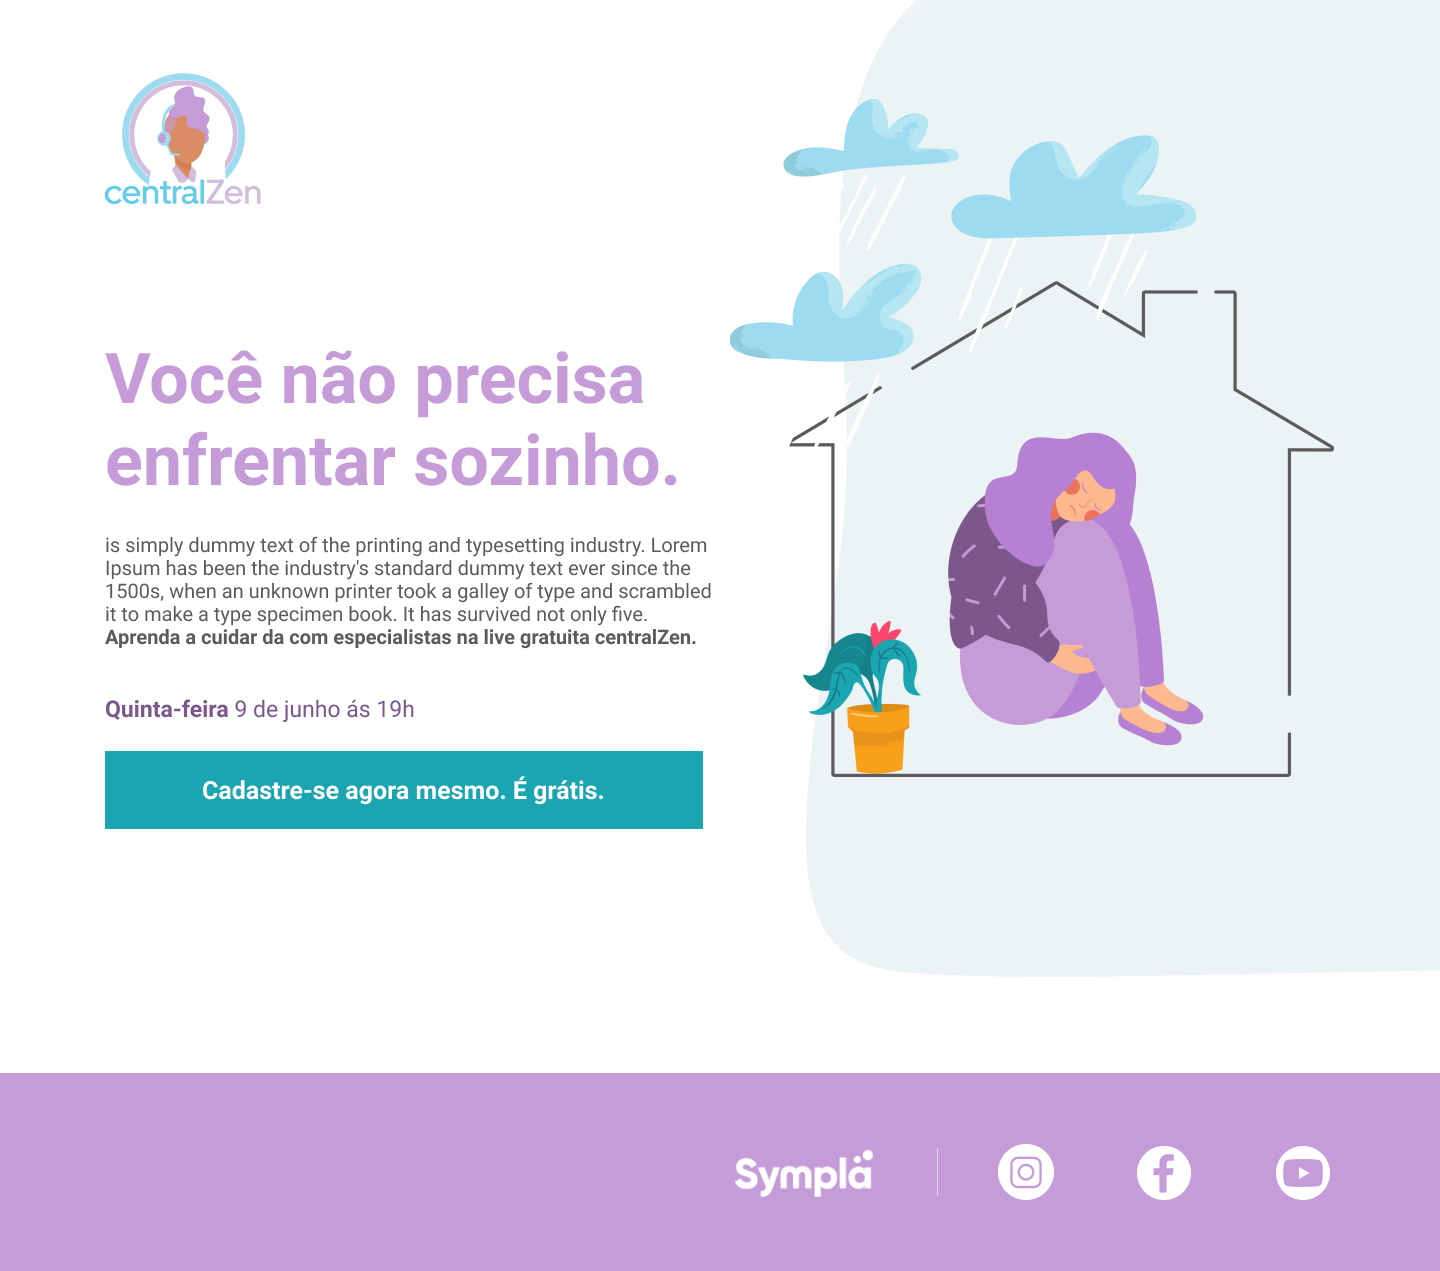 centralZen
Você não precisa
enfrentar sozinho.
is simply dummy text of the printing and typesetting industry. Lorem
Ipsum has been the industry's standard dummy text ever since the
1500s, when an unknown printer took a galley of type and scrambled
it to make a type specimen book. It has survived not only five.
Aprenda a cuidar da com especialistas na live gratuita centralZen.
Quinta-feira 9 de junho ás 19h
Cadastre-se agora mesmo. É grátis.
Symplä